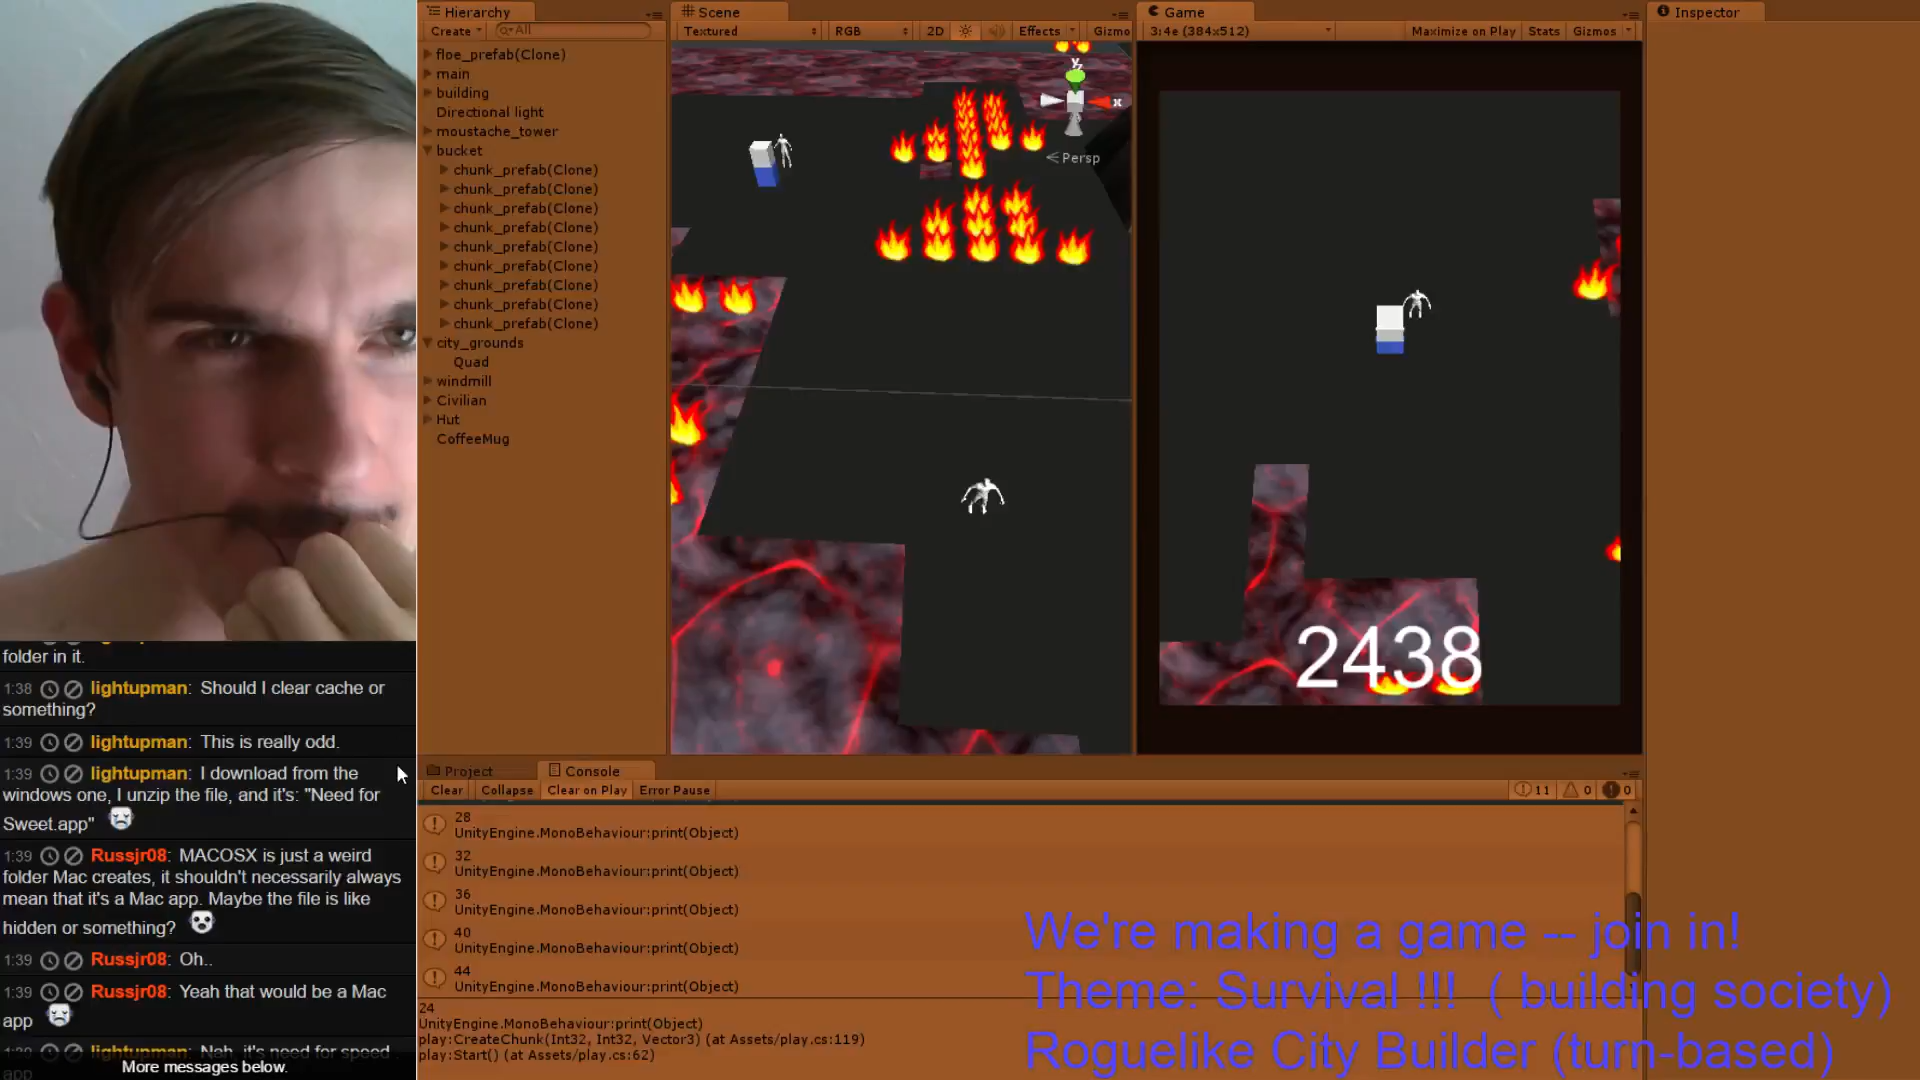 Hierarchy
Create
All
floe_prefab(Clone)
main
building
Directional light
moustache_tower
bucket
chunk_prefab(Clone)
chunk_prefab(Clone)
chunk_prefab(Clone)
chunk_prefab(Clone)
chunk_prefab(Clone)
chunk_prefab(Clone)
chunk_prefab(Clone)
chunk_prefab(Clone)
chunk_prefab(Clone)
city_grounds
Quad
windmill
Civilian
Hut
CoffeeMug
Scene
Textured
RGB
2D
Effects
Gizmo
y
x
Persp
Game
3:4e (384x512)
Maximize on Play
Stats
Gizmos
2438
Inspector
folder in it.
1:38 lightupman: Should I clear cache or
something?
1:39 lightupman: This is really odd.
1:39 lightupman: I download from the
windows one, I unzip the file, and it's: "Need for
Sweet.app"
1:39 Russjr08: MACOSX is just a weird
folder Mac creates, it shouldn't necessarily always
mean that it's a Mac app. Maybe the file is like
hidden or something?
1:39 Russjr08: Oh..
1:39 Russjr08: Yeah that would be a Mac
app
1:39 lightupman: Nah, it's need for speed
app
More messages below.
Project
Console
Clear
Collapse
Clear on Play
Error Pause
11
0
0
28
UnityEngine.MonoBehaviour:print(Object)
32
UnityEngine.MonoBehaviour:print(Object)
36
UnityEngine.MonoBehaviour:print(Object)
40
UnityEngine.MonoBehaviour:print(Object)
44
UnityEngine.MonoBehaviour:print(Object)
24
UnityEngine.MonoBehaviour:print(Object)
play:CreateChunk(Int32, Int32, Vector3) (at Assets/play.cs:119)
play:Start() (at Assets/play.cs:62)
We're making a game -- join in!
Theme: Survival !!! ( building society)
Roguelike City Builder (turn-based)